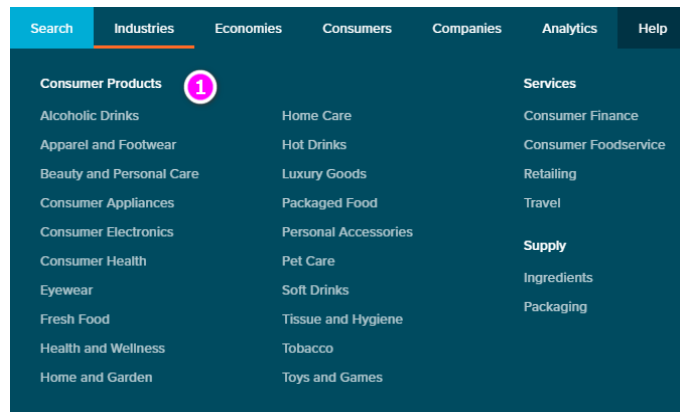 Search Industries Economies Consumers Companies Analytics Help
Consumer Products 1
Alcoholic Drinks
Apparel and Footwear
Beauty and Personal Care
Consumer Appliances
Consumer Electronics
Consumer Health
Eyewear
Fresh Food
Health and Wellness
Home and Garden
Home Care
Hot Drinks
Luxury Goods
Packaged Food
Personal Accessories
Pet Care
Soft Drinks
Tissue and Hygiene
Tobacco
Toys and Games
Services
Consumer Finance
Consumer Foodservice
Retailing
Travel
Supply
Ingredients
Packaging